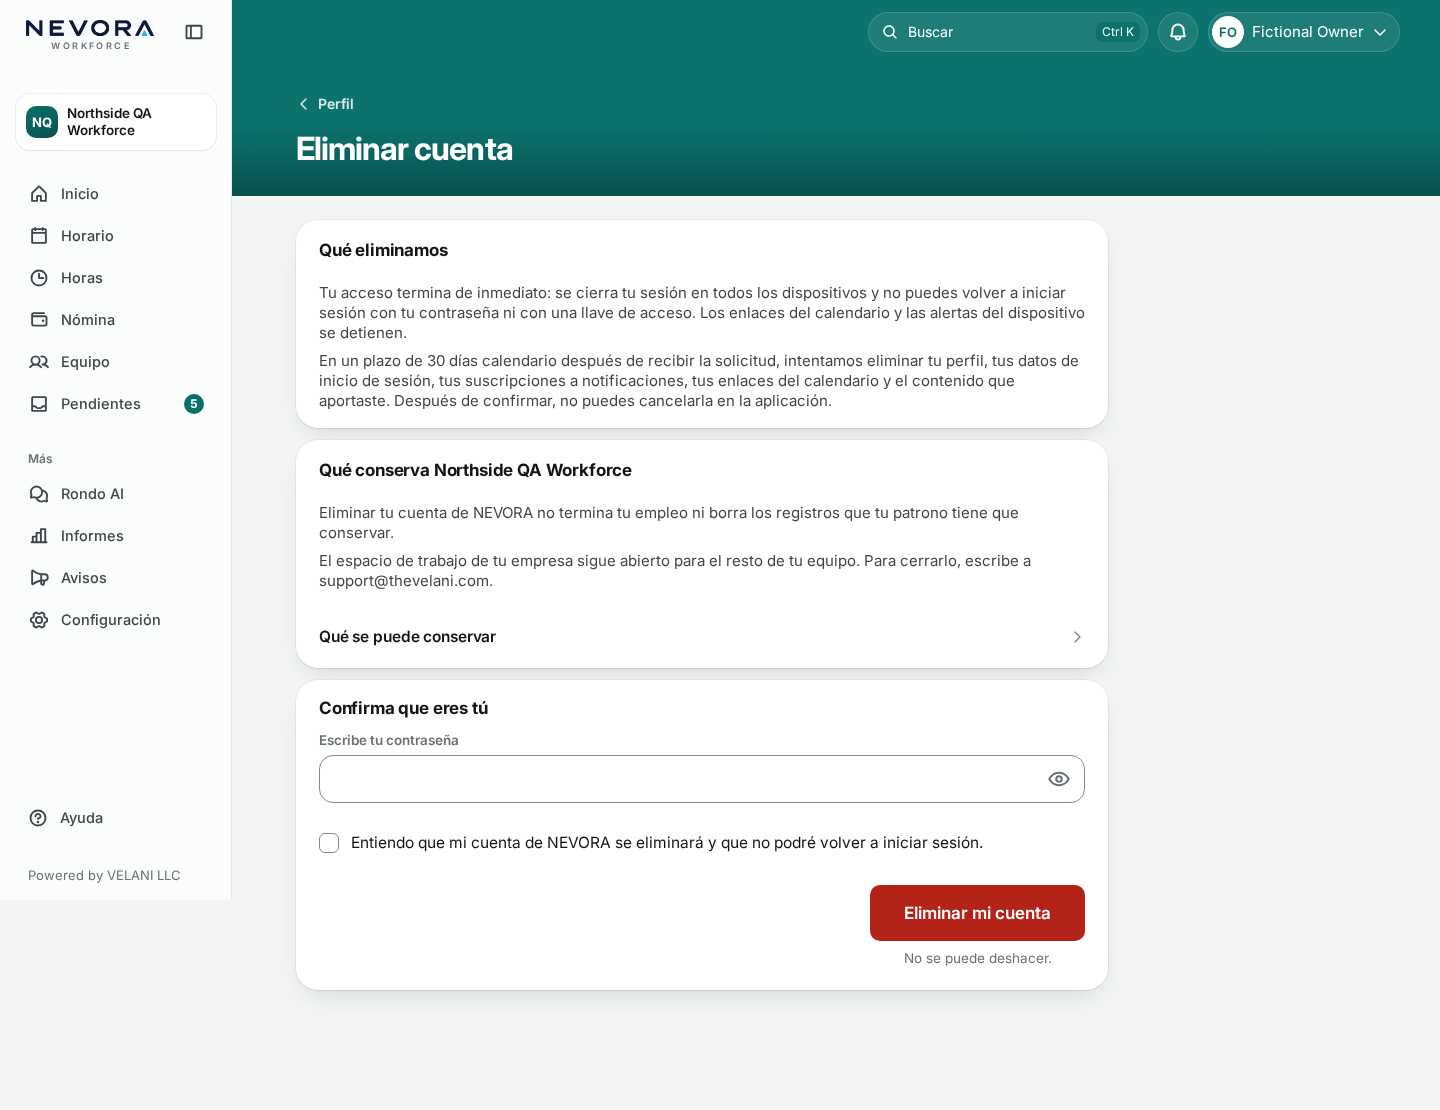 NEVORA
WORKFORCE
Buscar
Ctrl K
FO
Fictional Owner
NQ
Northside QA
Workforce
Inicio
Horario
Horas
Nómina
Equipo
Pendientes
5
Más
Rondo AI
Informes
Avisos
Configuración
Ayuda
Powered by VELANI LLC
Perfil
Eliminar cuenta
Qué eliminamos
Tu acceso termina de inmediato: se cierra tu sesión en todos los dispositivos y no puedes volver a iniciar
sesión con tu contraseña ni con una llave de acceso. Los enlaces del calendario y las alertas del dispositivo
se detienen.
En un plazo de 30 días calendario después de recibir la solicitud, intentamos eliminar tu perfil, tus datos de
inicio de sesión, tus suscripciones a notificaciones, tus enlaces del calendario y el contenido que
aportaste. Después de confirmar, no puedes cancelarla en la aplicación.
Qué conserva Northside QA Workforce
Eliminar tu cuenta de NEVORA no termina tu empleo ni borra los registros que tu patrono tiene que
conservar.
El espacio de trabajo de tu empresa sigue abierto para el resto de tu equipo. Para cerrarlo, escribe a
support@thevelani.com.
Qué se puede conservar
Confirma que eres tú
Escribe tu contraseña
Entiendo que mi cuenta de NEVORA se eliminará y que no podré volver a iniciar sesión.
Eliminar mi cuenta
No se puede deshacer.